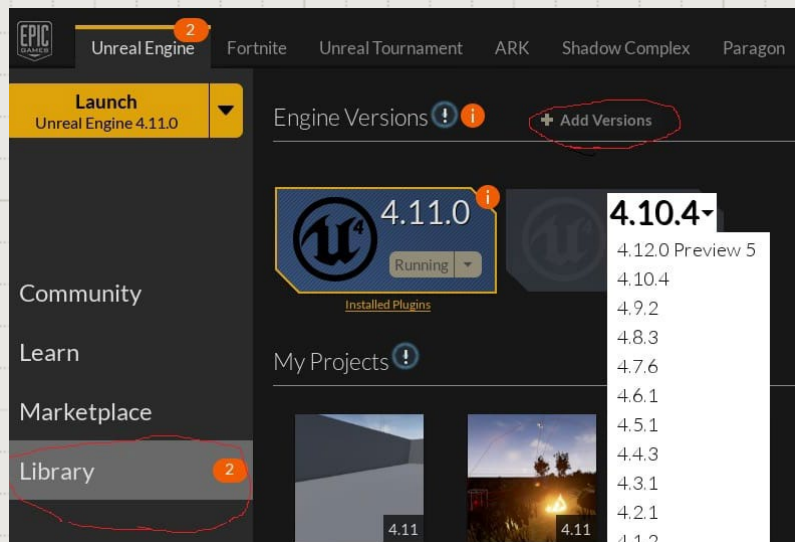 EPIC
GAMES
Unreal Engine
2
Fortnite
Unreal Tournament
ARK
Shadow Complex
Paragon
Launch
Unreal Engine 4.11.0
Engine Versions
+ Add Versions
4.11.0
Running
Installed Plugins
4.10.4
4.12.0 Preview 5
4.10.4
4.9.2
4.8.3
4.7.6
4.6.1
4.5.1
4.4.3
4.3.1
4.2.1
Community
Learn
Marketplace
Library
2
My Projects
4.11
4.11